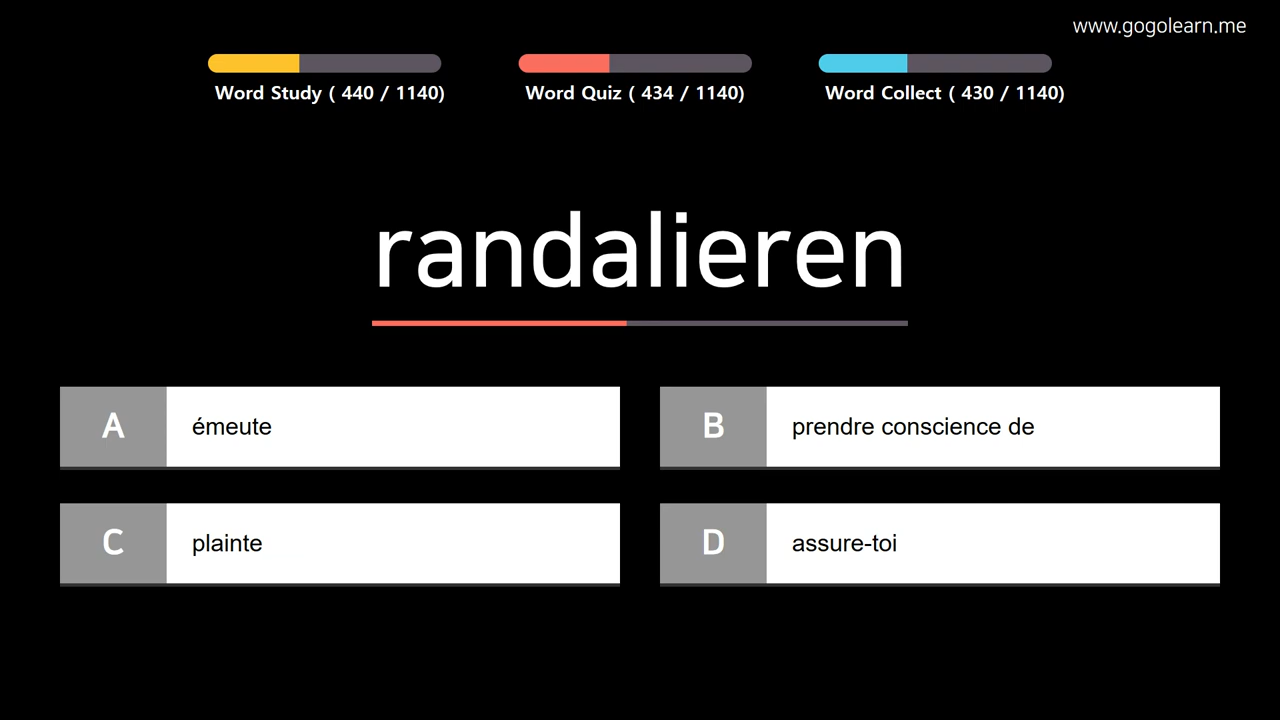 www.gogolearn.me
Word Study ( 440 / 1140)
Word Quiz ( 434 / 1140)
Word Collect ( 430 / 1140)
randalieren
A émeute
B prendre conscience de
C plainte
D assure-toi